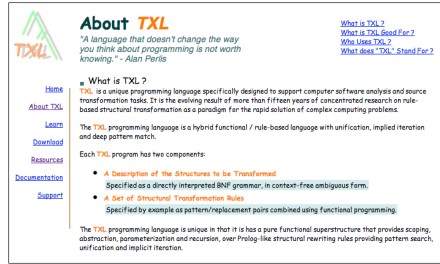 TXL
About TXL
"A language that doesn't change the way
you think about programming is not worth
knowing." - Alan Perlis
What is TXL ?
What is TXL Good For ?
Who Uses TXL ?
What does "TXL" Stand For ?
Home
About TXL
Learn
Download
Resources
Documentation
Support
What is TXL ?
TXL is a unique programming language specifically designed to support computer software analysis and source
transformation tasks. It is the evolving result of more than fifteen years of concentrated research on rule-
based structural transformation as a paradigm for the rapid solution of complex computing problems.
The TXL programming language is a hybrid functional / rule-based language with unification, implied iteration
and deep pattern match.
Each TXL program has two components:
• A Description of the Structures to be Transformed
Specified as a directly interpreted BNF grammar, in context-free ambiguous form.
• A Set of Structural Transformation Rules
Specified by example as pattern/replacement pairs combined using functional programming.
The TXL programming language is unique in that it is has a pure functional superstructure that provides scoping,
abstraction, parameterization and recursion, over Prolog-like structural rewriting rules providing pattern search,
unification and implicit iteration.